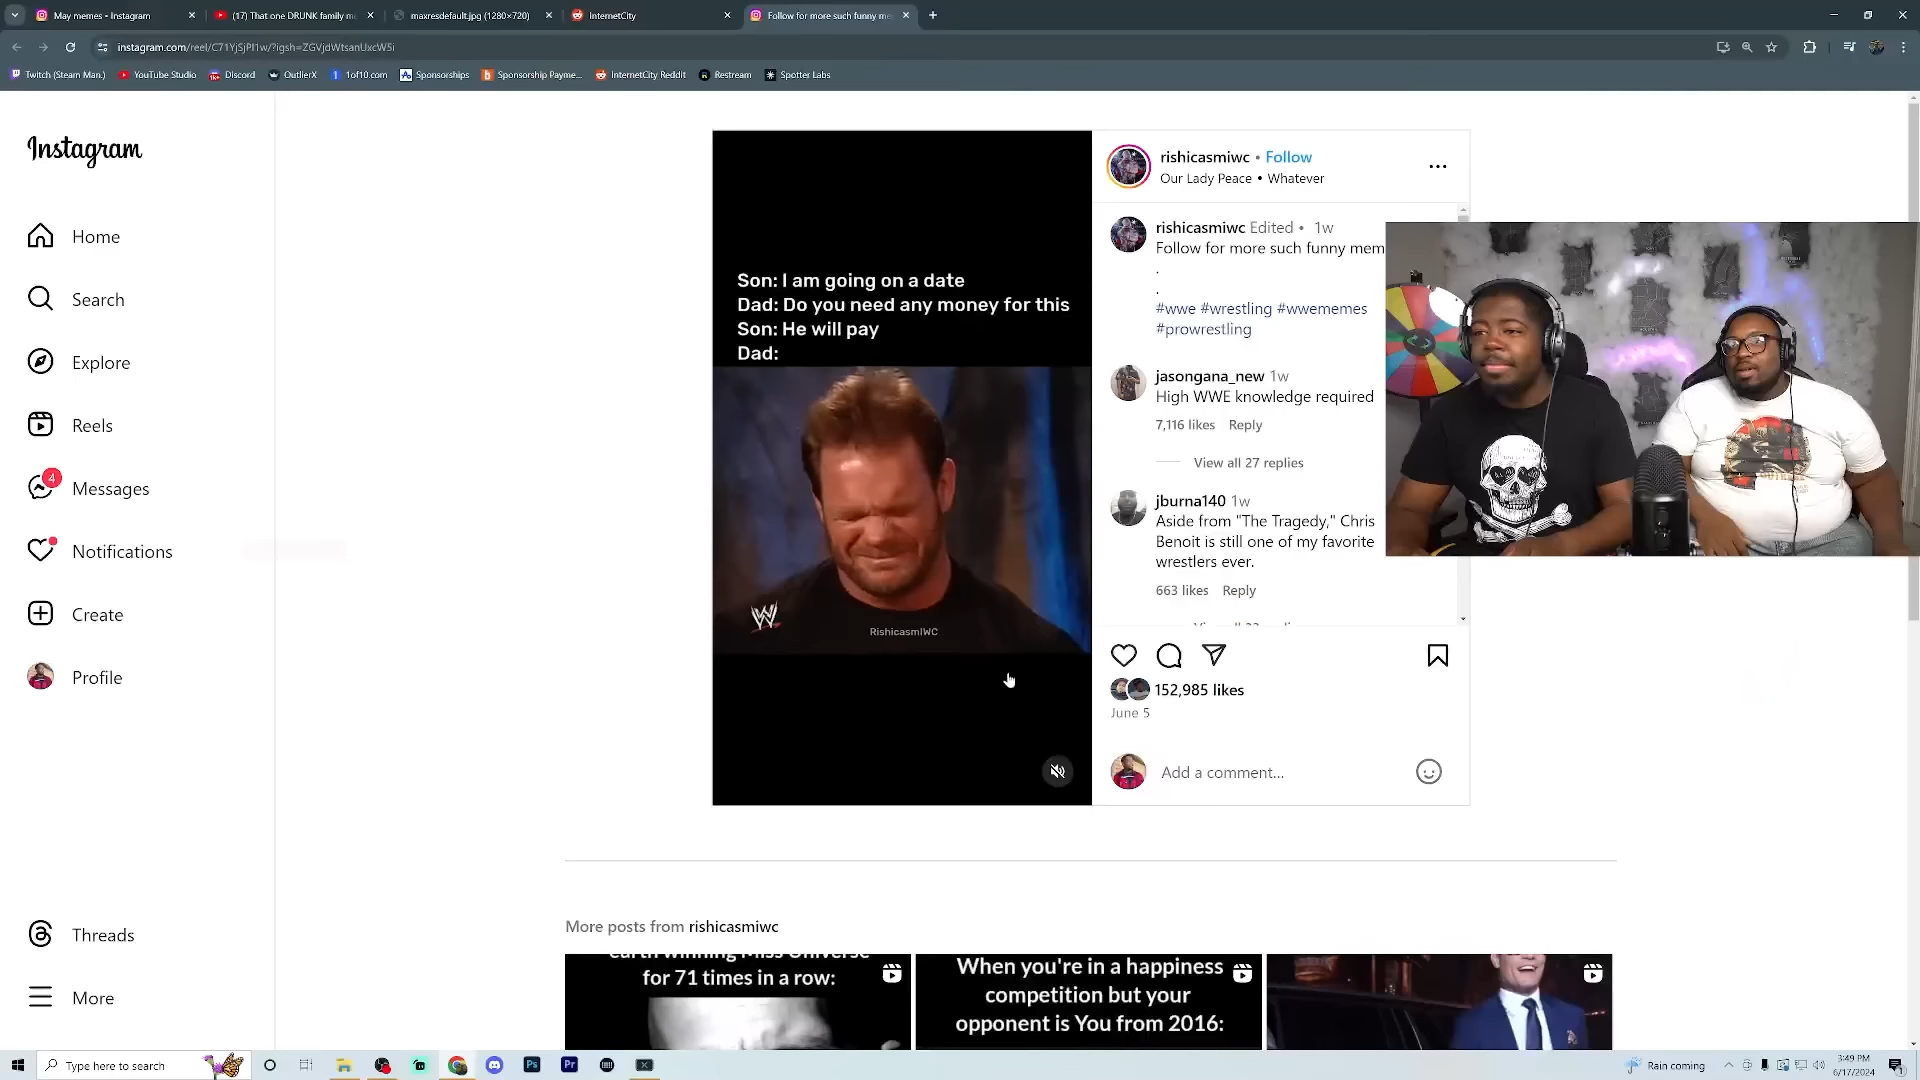 May memes • Instagram
(17) That one DRUNK family me
maxresdefault.jpg (1280×720)
InternetCity
Follow for more such funny me
instagram.com/reel/C71YjSjPl1w/?igsh=ZGVjdWtsanUxcW5i
Twitch (Steam Man.)
YouTube Studio
Discord
OutlierX
1of10.com
Sponsorships
Sponsorship Payme...
InternetCity Reddit
Restream
Spotter Labs
Instagram
Home
Search
Explore
Reels
4
Messages
Notifications
Create
Profile
Threads
More
Son: I am going on a date
Dad: Do you need any money for this
Son: He will pay
Dad:
W
RishicasmIWC
rishicasmiwc • Follow
Our Lady Peace • Whatever
rishicasmiwc Edited • 1w
Follow for more such funny mem
.
.
#wwe #wrestling #wwememes
#prowrestling
jasongana_new 1w
High WWE knowledge required
7,116 likes Reply
View all 27 replies
jburna140 1w
Aside from "The Tragedy," Chris
Benoit is still one of my favorite
wrestlers ever.
663 likes Reply
152,985 likes
June 5
Add a comment...
More posts from rishicasmiwc
earth winning Miss Universe
for 71 times in a row:
When you're in a happiness
competition but your
opponent is You from 2016:
Type here to search
Ps
Pr
Rain coming
3:49 PM
6/17/2024